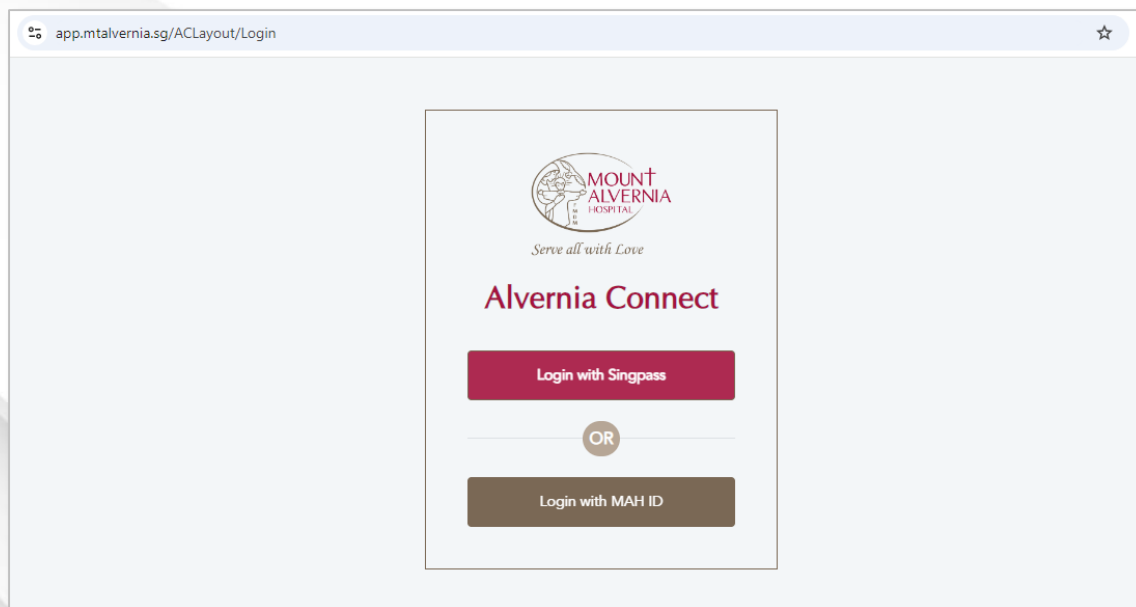 app.mtalvernia.sg/ACLayout/Login
MOUNT
ALVERNIA
HOSPITAL
Serve all with Love
Alvernia Connect
Login with Singpass
OR
Login with MAH ID